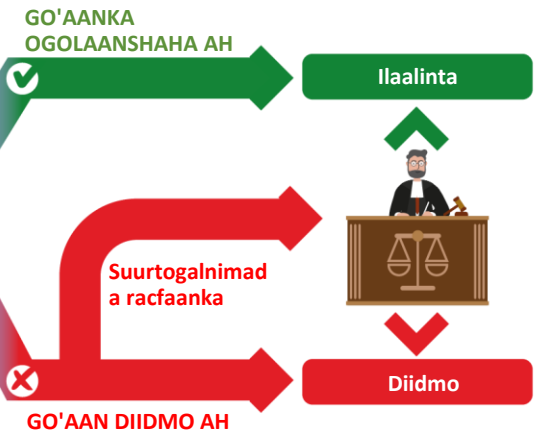 GO'AANKA
OGOLAANSHAHA AH
Ilaalinta
Suurtogalnimad
a racfaanka
Diidmo
GO'AAN DIIDMO AH